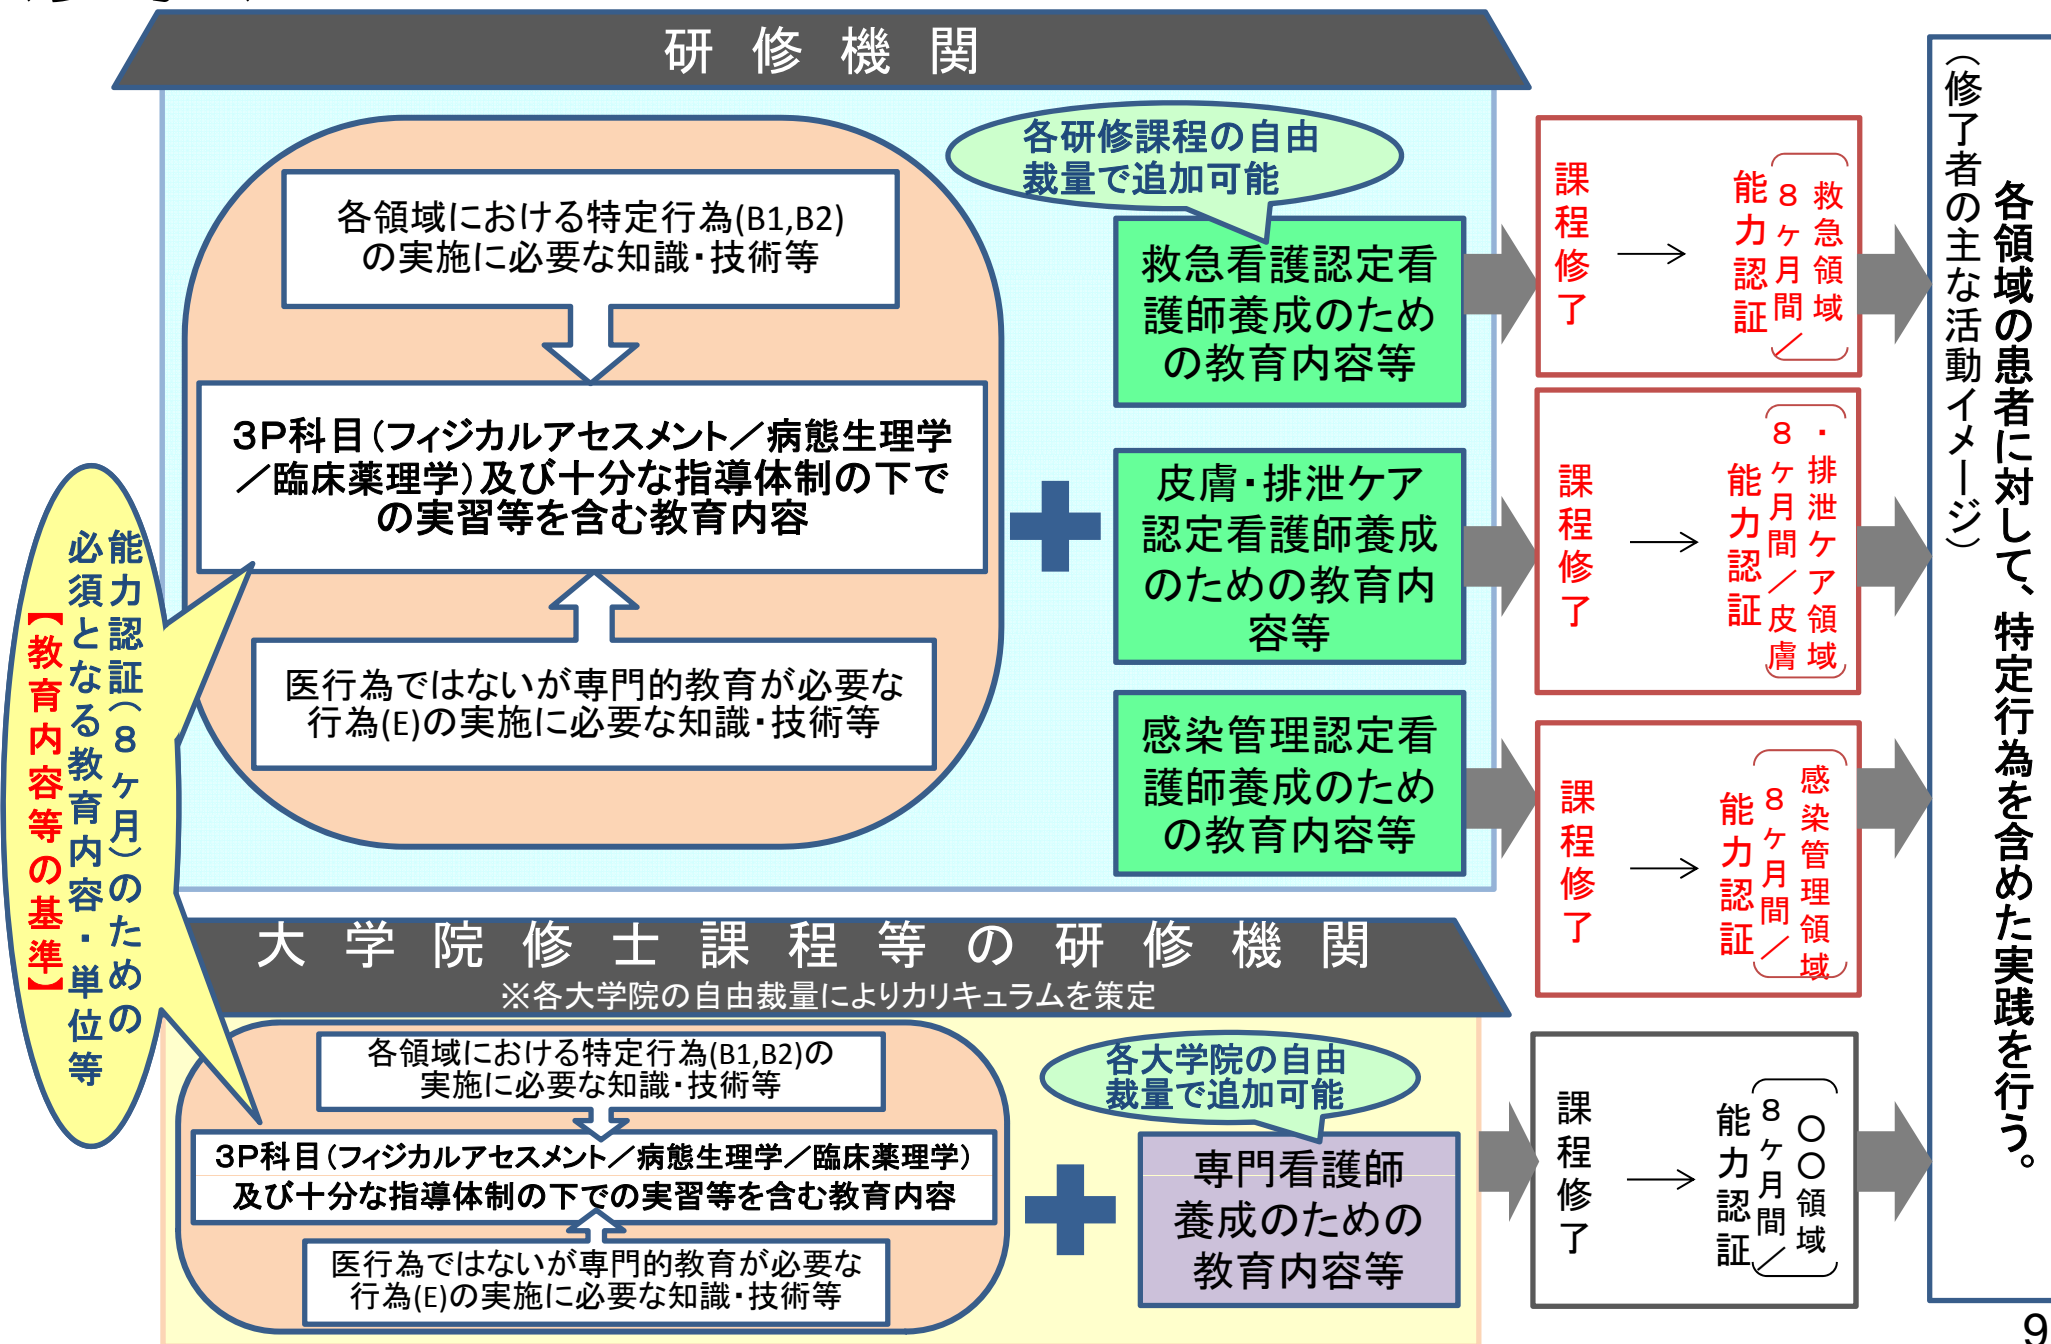 研修機関
各研修課程の自由
裁量で追加可能
各領域における特定行為(B1,B2)
の実施に必要な知識・技術等
3P科目（フィジカルアセスメント／病態生理学
／臨床薬理学）及び十分な指導体制の下で
の実習等を含む教育内容
医行為ではないが専門的教育が必要な
行為(E)の実施に必要な知識・技術等
救急看護認定看
護師養成のため
の教育内容等
皮膚・排泄ケア
認定看護師養成
のための教育内
容等
感染管理認定看
護師養成のため
の教育内容等
課程修了
→
能力認証
（８ヶ月間／
救急領域）
課程修了
→
能力認証
（８ヶ月間／皮膚
・排泄ケア領域）
課程修了
→
能力認証
（８ヶ月間／
感染管理領域）
能力認証（８ヶ月）のための
必須となる教育内容・単位等
【教育内容等の基準】
大学院修士課程等の研修機関
※各大学院の自由裁量によりカリキュラムを策定
各領域における特定行為(B1,B2)の
実施に必要な知識・技術等
3P科目（フィジカルアセスメント／病態生理学／臨床薬理学）
及び十分な指導体制の下での実習等を含む教育内容
医行為ではないが専門的教育が必要な
行為(E)の実施に必要な知識・技術等
各大学院の自由
裁量で追加可能
専門看護師
養成のための
教育内容等
課程修了
→
能力認証
（８ヶ月間／
〇〇領域）
各領域の患者に対して、特定行為を含めた実践を行う。
（修了者の主な活動イメージ）
9